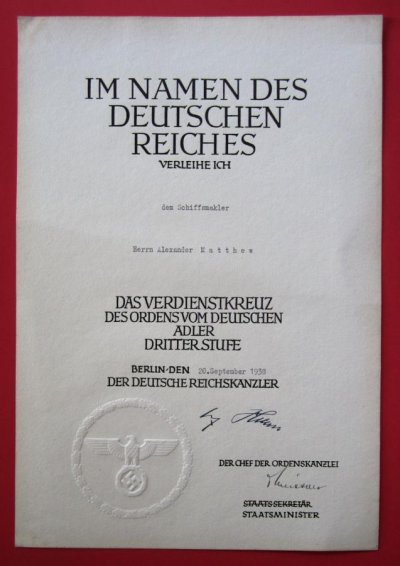 IM NAMEN DES
DEUTSCHEN
REICHES
VERLEIHE ICH
dem Schiffsmakler
Herrn Alexander M a t t h e w
DAS VERDIENSTKREUZ
DES ORDENS VOM DEUTSCHEN
ADLER
DRITTER STUFE
BERLIN·DEN 20.September 1938
DER DEUTSCHE REICHSKANZLER
DER CHEF DER ORDENSKANZLEI
STAATSSEKRETÄR
STAATSMINISTER